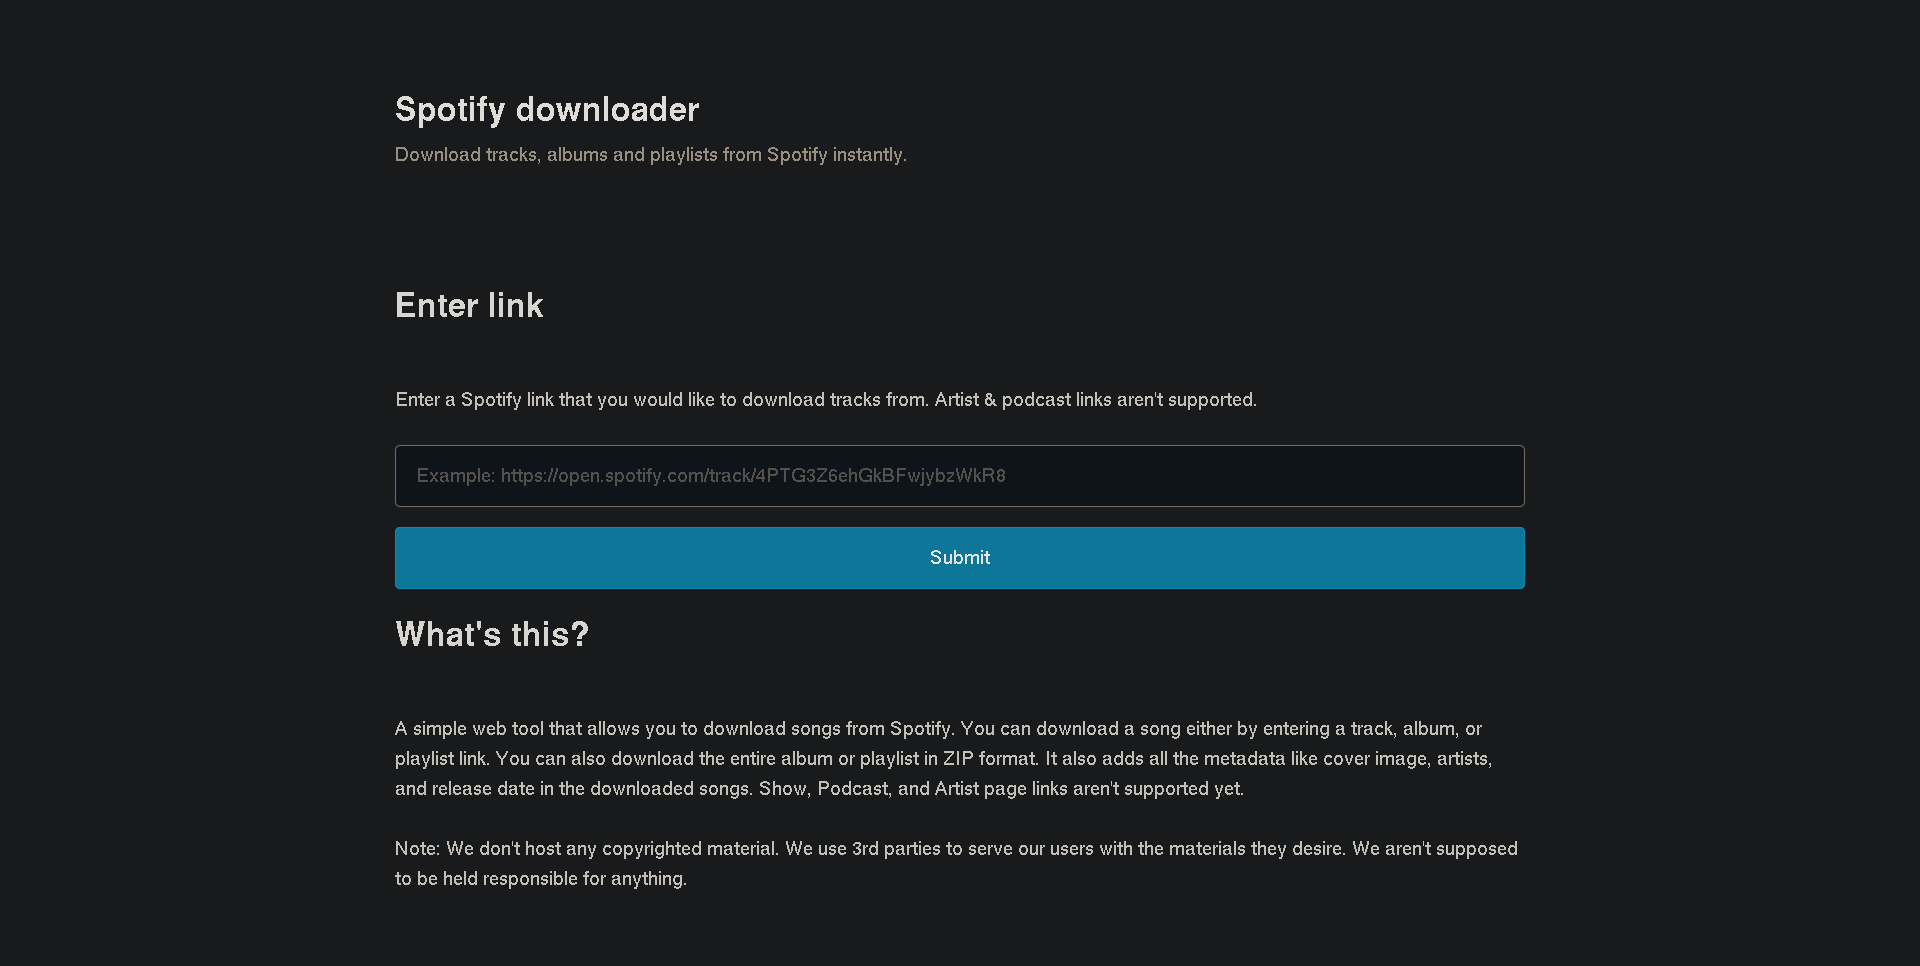 Spotify downloader
Download tracks, albums and playlists from Spotify instantly.
Enter link
Enter a Spotify link that you would like to download tracks from. Artist & podcast links aren't supported.
Example: https://open.spotify.com/track/4PTG3Z6ehGkBFwjybzWkR8
Submit
What's this?
A simple web tool that allows you to download songs from Spotify. You can download a song either by entering a track, album, or
playlist link. You can also download the entire album or playlist in ZIP format. It also adds all the metadata like cover image, artists,
and release date in the downloaded songs. Show, Podcast, and Artist page links aren't supported yet.
Note: We don't host any copyrighted material. We use 3rd parties to serve our users with the materials they desire. We aren't supposed
to be held responsible for anything.